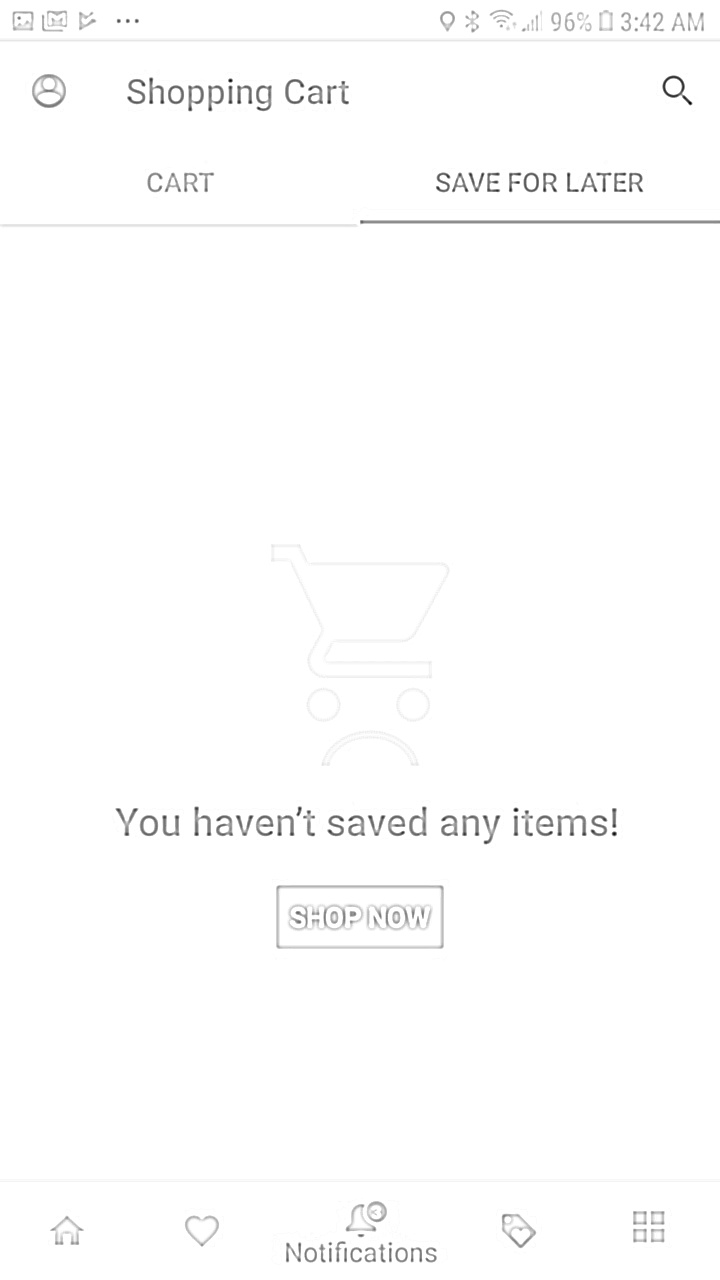 96% 3:42 AM
Shopping Cart
CART
SAVE FOR LATER
You haven't saved any items!
SHOP NOW
Notifications